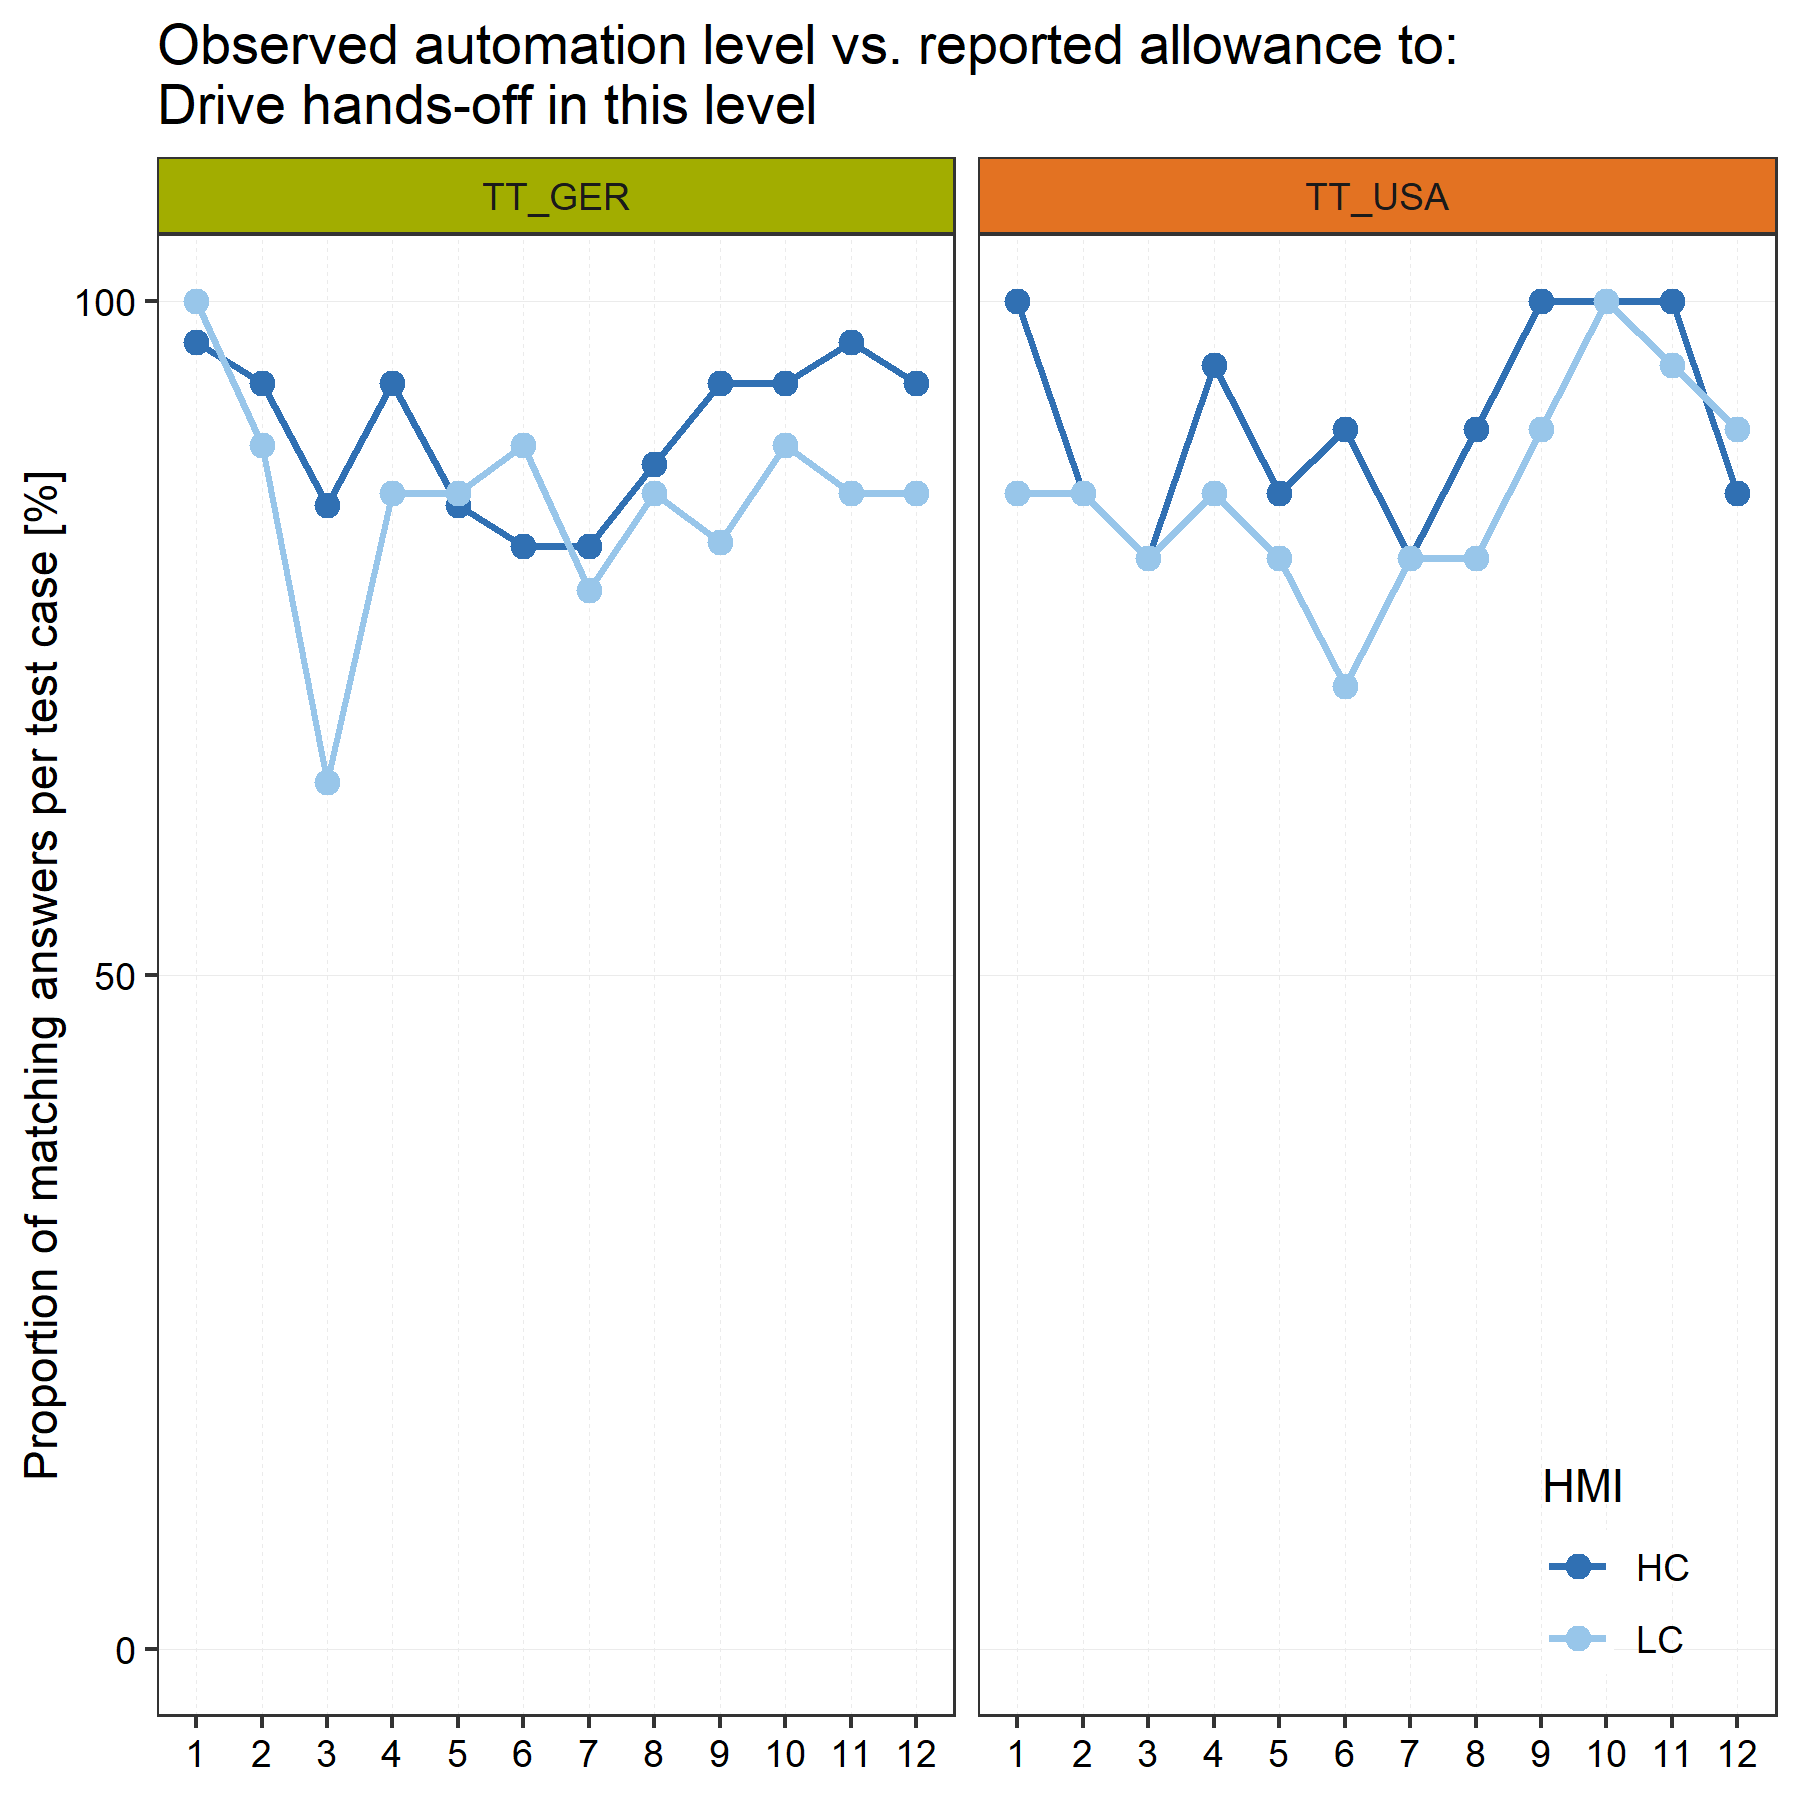 Observed automation level vs. reported allowance to:
Drive hands-off in this level
TT_GER
TT_USA
Proportion of matching answers per test case [%]
100
50
0
1 2 3 4 5 6 7 8 9 10 11 12
1 2 3 4 5 6 7 8 9 10 11 12
HMI
HC
LC